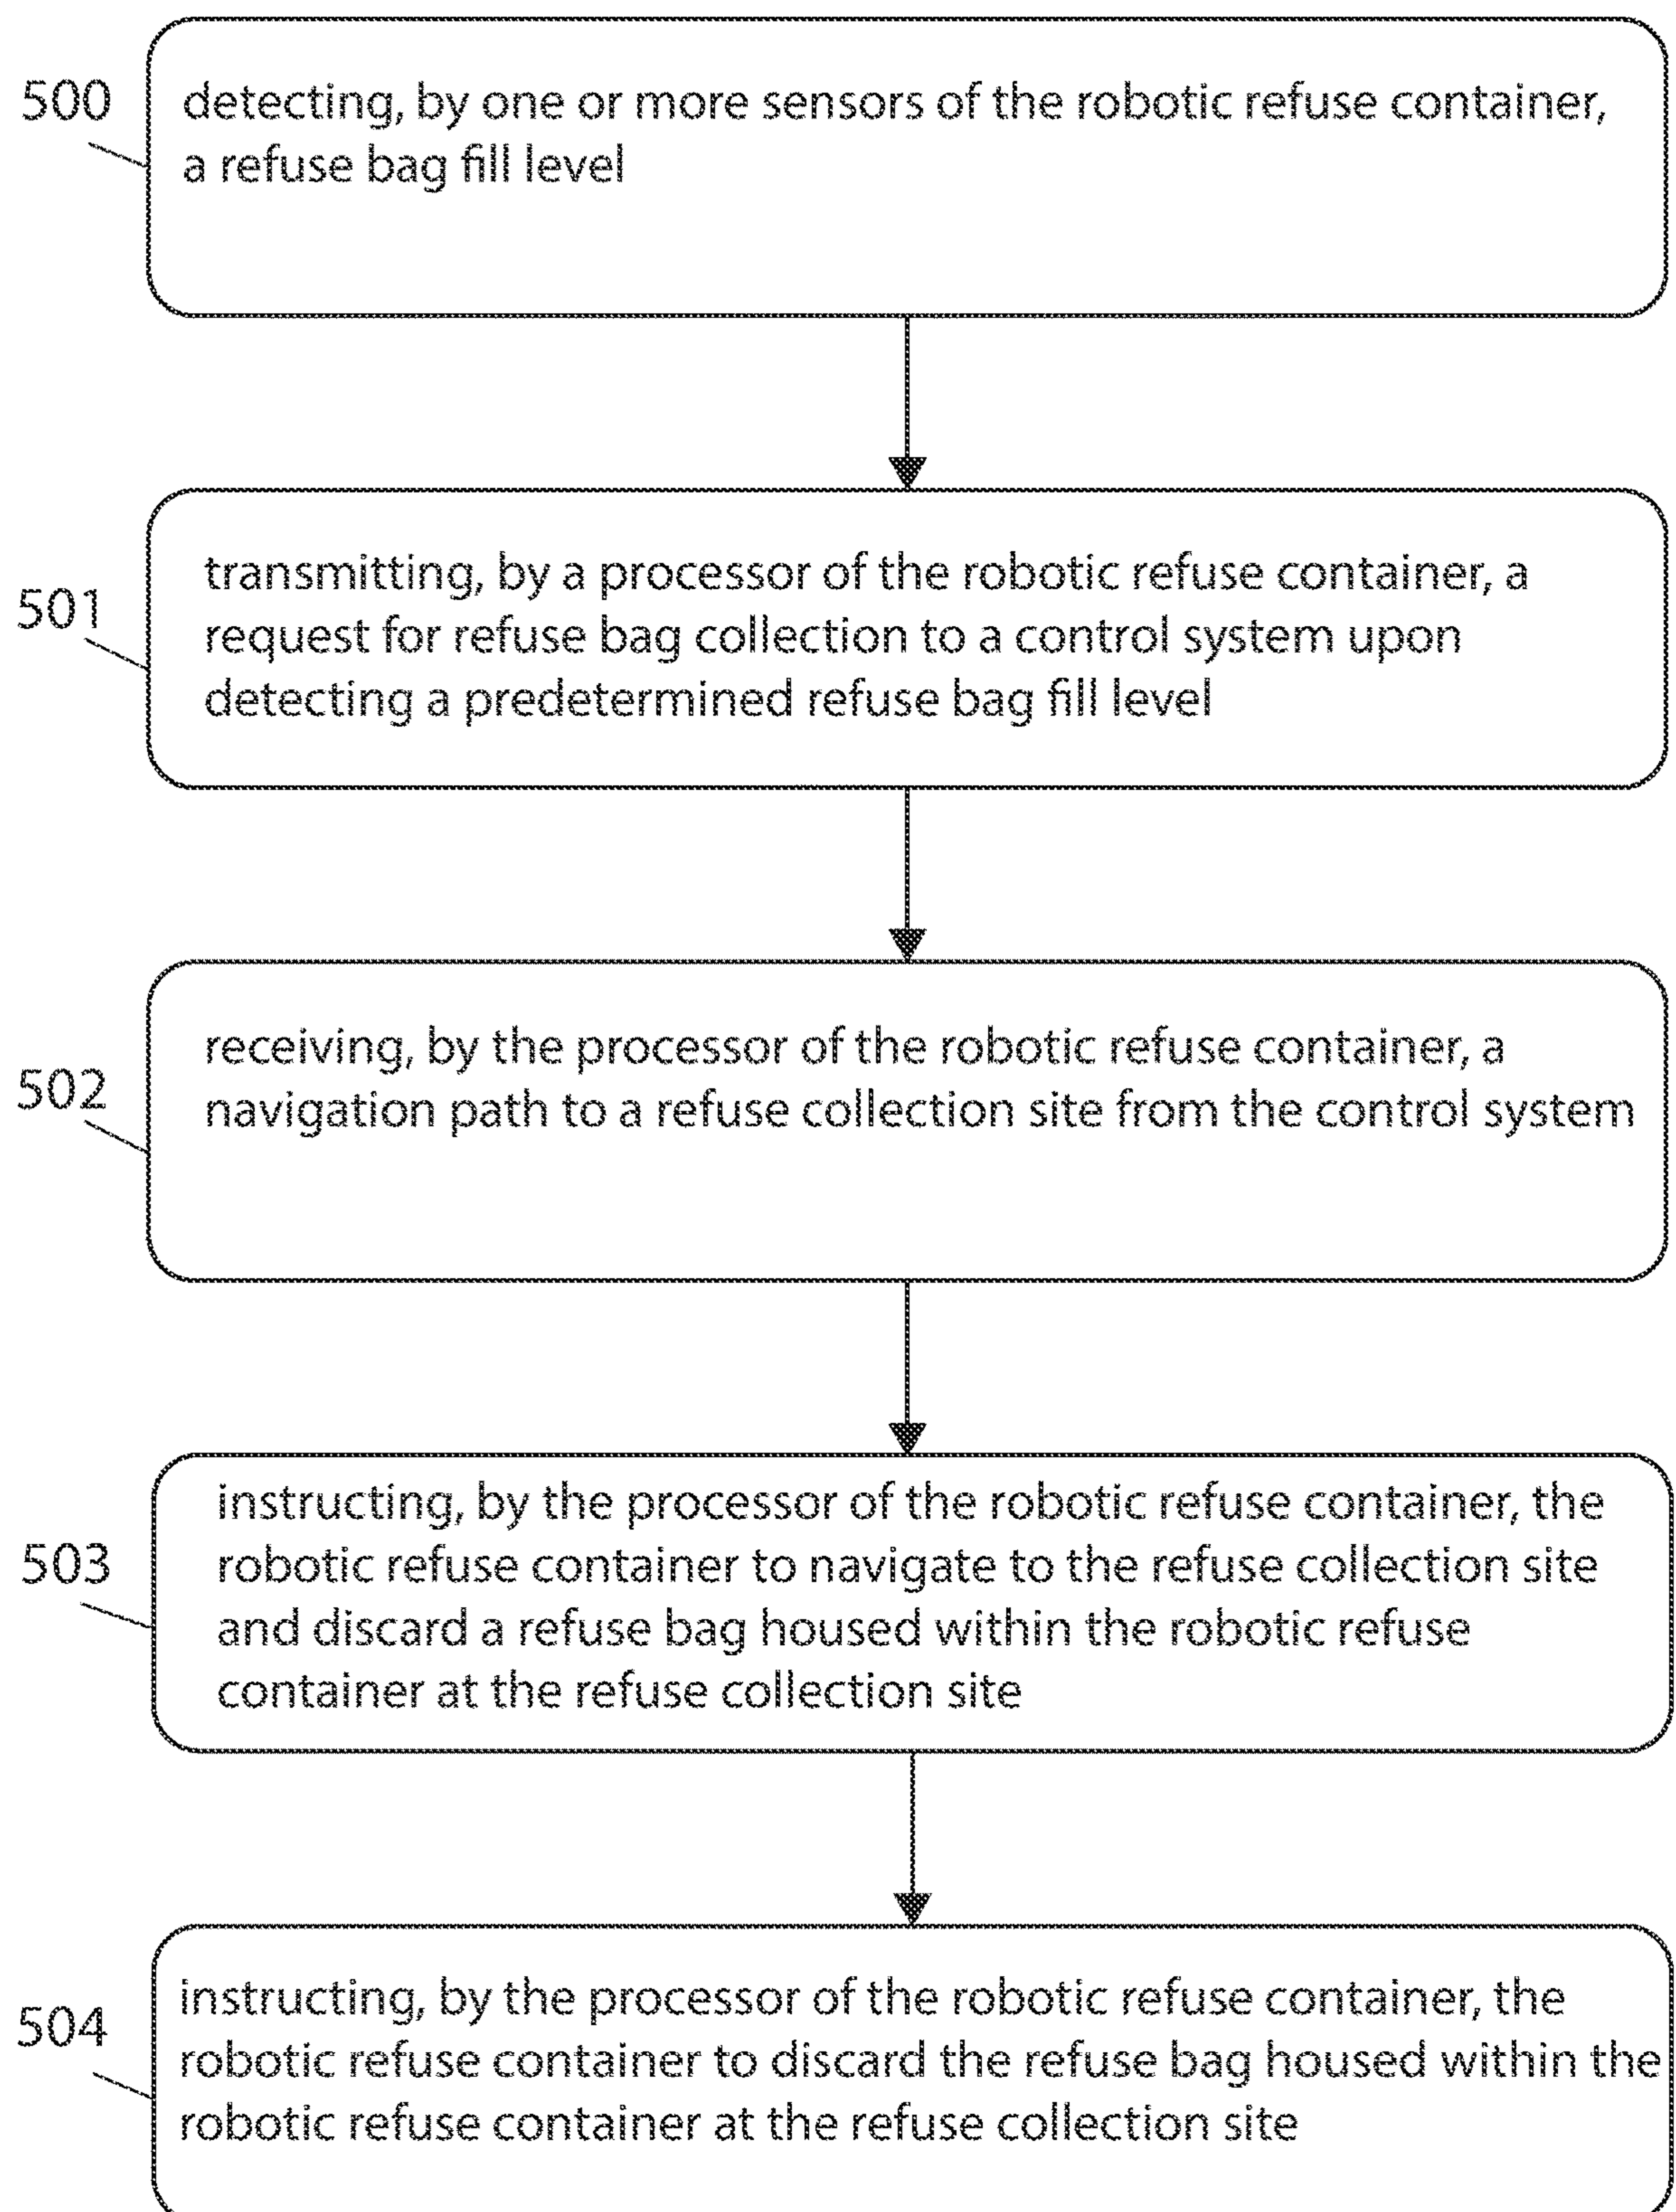 500
detecting, by one or more sensors of the robotic refuse container,
a refuse bag fill level
501
transmitting, by a processor of the robotic refuse container, a
request for refuse bag collection to a control system upon
detecting a predetermined refuse bag fill level
502
receiving, by the processor of the robotic refuse container, a
navigation path to a refuse collection site from the control system
503
instructing, by the processor of the robotic refuse container, the
robotic refuse container to navigate to the refuse collection site
and discard a refuse bag housed within the robotic refuse
container at the refuse collection site
504
instructing, by the processor of the robotic refuse container, the
robotic refuse container to discard the refuse bag housed within the
robotic refuse container at the refuse collection site